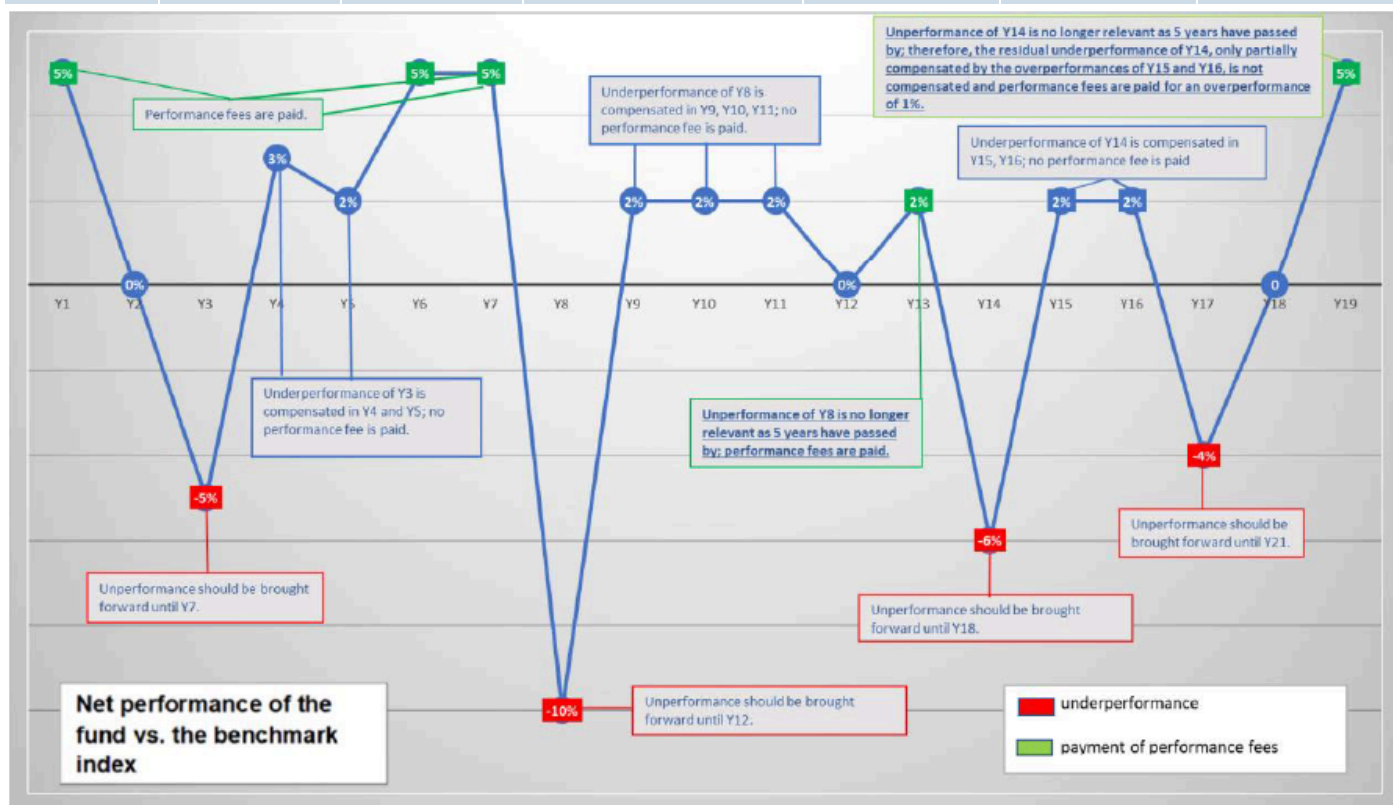 Unperformance of Y14 is no longer relevant as 5 years have passed
by; therefore, the residual underperformance of Y14, only partially
compensated by the overperformances of Y15 and Y16, is not
compensated and performance fees are paid for an overperformance
of 1%.
5%
5%
5%
5%
Performance fees are paid.
Underperformance of Y8 is
compensated in Y9, Y10, Y11; no
performance fee is paid.
Underperformance of Y14 is compensated in
Y15, Y16; no performance fee is paid
3%
2%
2%
2%
2%
2%
2%
2%
0%
0%
0
Y1
Y2
Y3
Y4
Y5
Y6
Y7
Y8
Y9
Y10
Y11
Y12
Y13
Y14
Y15
Y16
Y17
Y18
Y19
Underperformance of Y3 is
compensated in Y4 and Y5; no
performance fee is paid.
Unperformance of Y8 is no longer
relevant as 5 years have passed
by; performance fees are paid.
-4%
-5%
-6%
Unperformance should be
brought forward until Y21.
Unperformance should be brought
forward until Y7.
Unperformance should be brought
forward until Y18.
-10%
Unperformance should be brought
forward until Y12.
Net performance of the
fund vs. the benchmark
index
underperformance
payment of performance fees